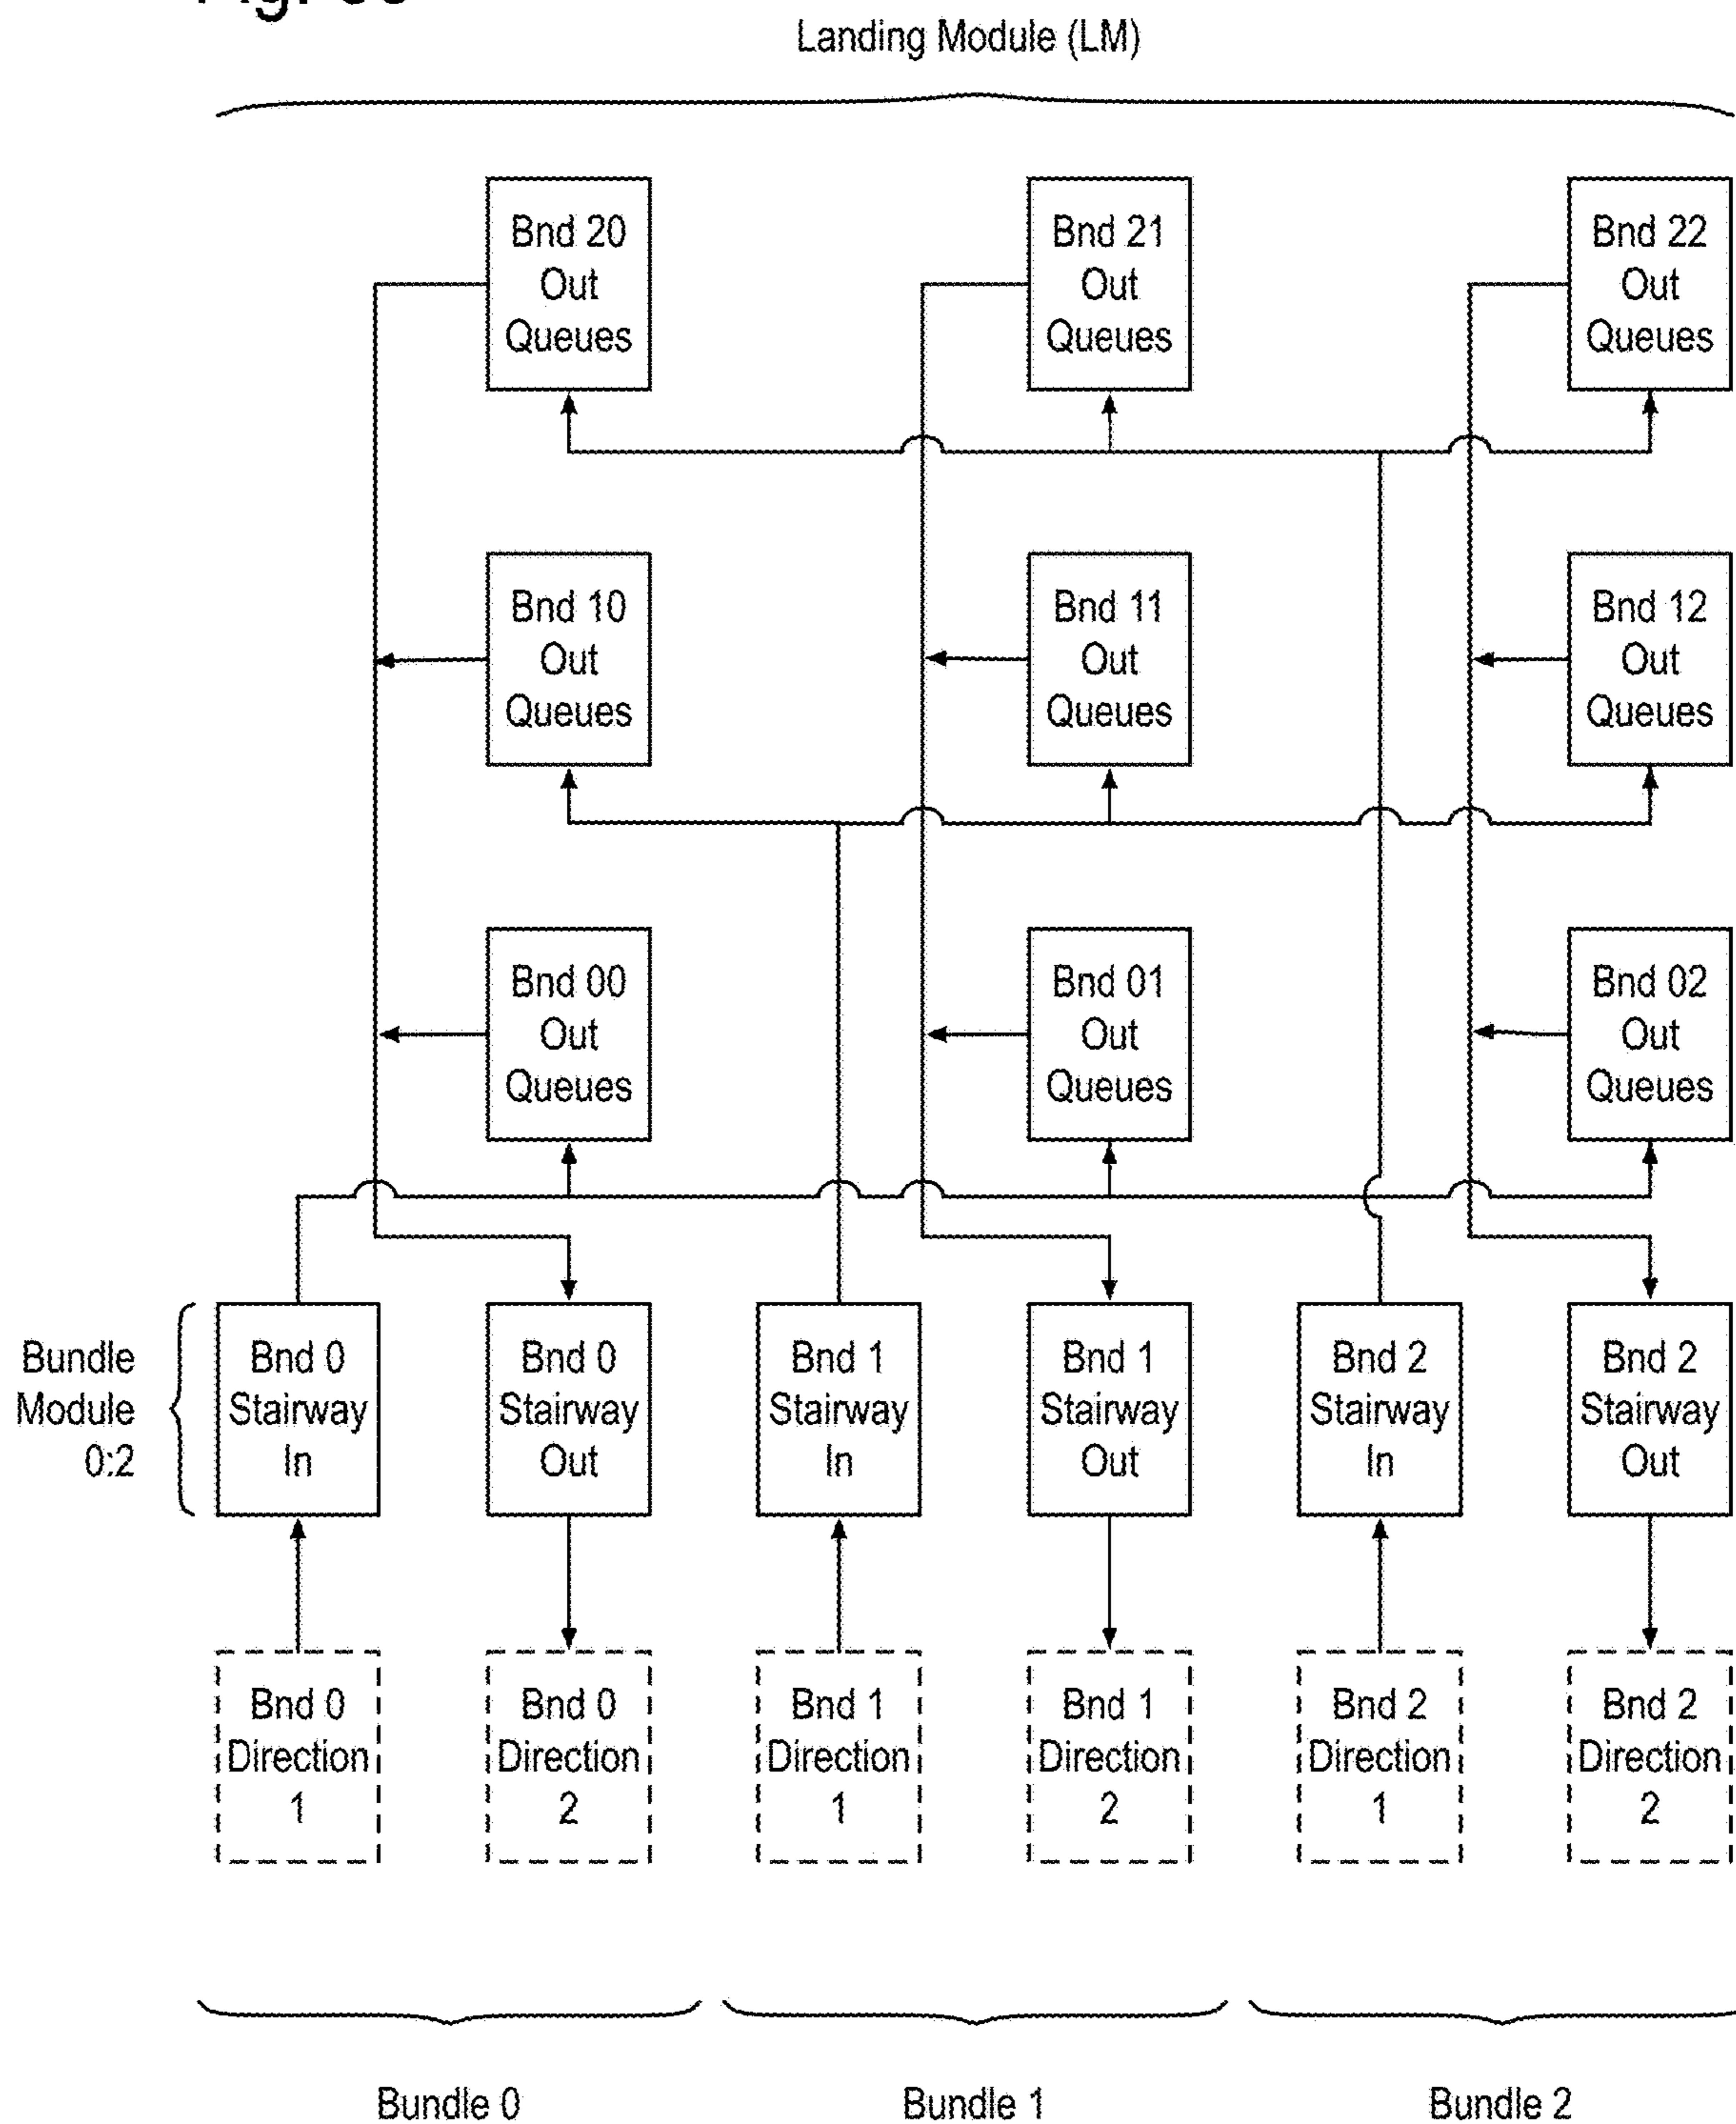 Landing Module (LM)
Bnd 20
Out
Queues
Bnd 21
Out
Queues
Bnd 22
Out
Queues
Bnd 10
Out
Queues
Bnd 11
Out
Queues
Bnd 12
Out
Queues
Bnd 00
Out
Queues
Bnd 01
Out
Queues
Bnd 02
Out
Queues
Bundle
Module
0:2
Bnd 0
Stairway
In
Bnd 0
Stairway
Out
Bnd 1
Stairway
In
Bnd 1
Stairway
Out
Bnd 2
Stairway
In
Bnd 2
Stairway
Out
Bnd 0
Direction
1
Bnd 0
Direction
2
Bnd 1
Direction
1
Bnd 1
Direction
2
Bnd 2
Direction
1
Bnd 2
Direction
2
Bundle 0
Bundle 1
Bundle 2